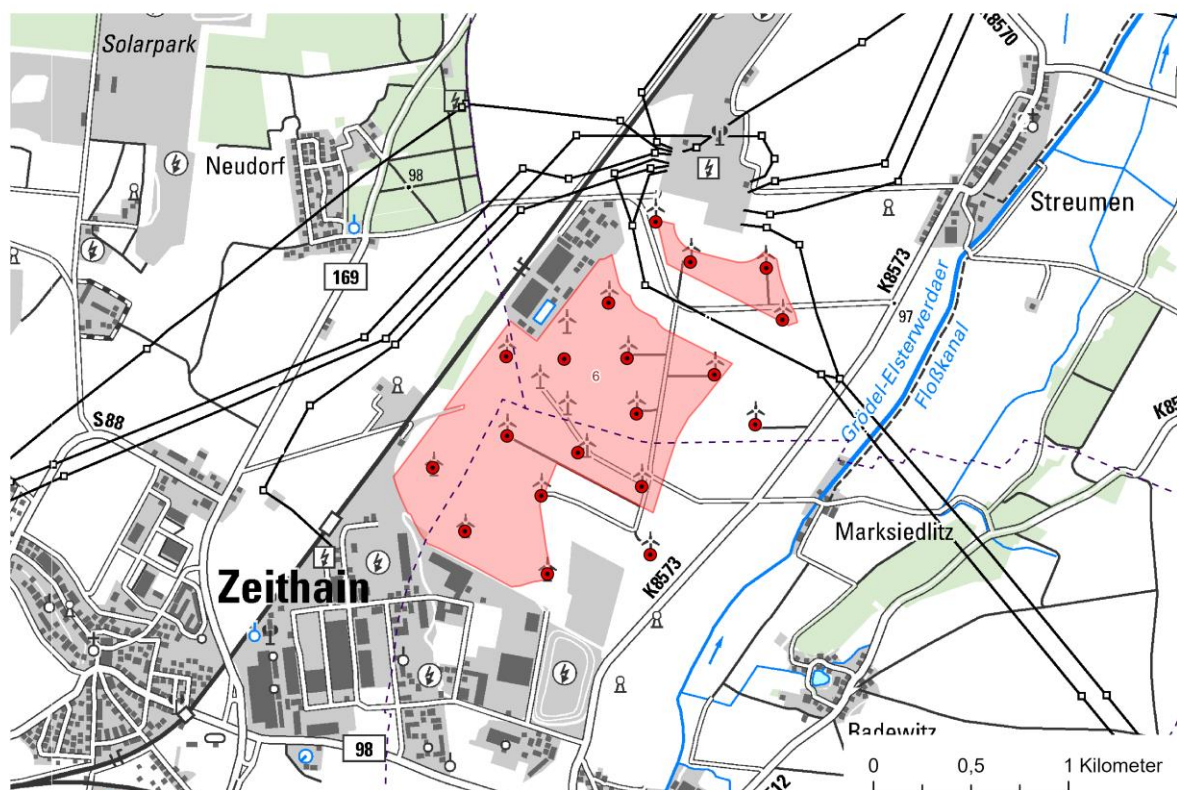 Solarpark
K8570
Neudorf
98
Streumen
169
K8573
97
6
Grödel-Elsterwerdaer
Floßkanal
S88
Marksiedlitz
K8573
Zeithain
98
Badewitz
0 0,5 1 Kilometer